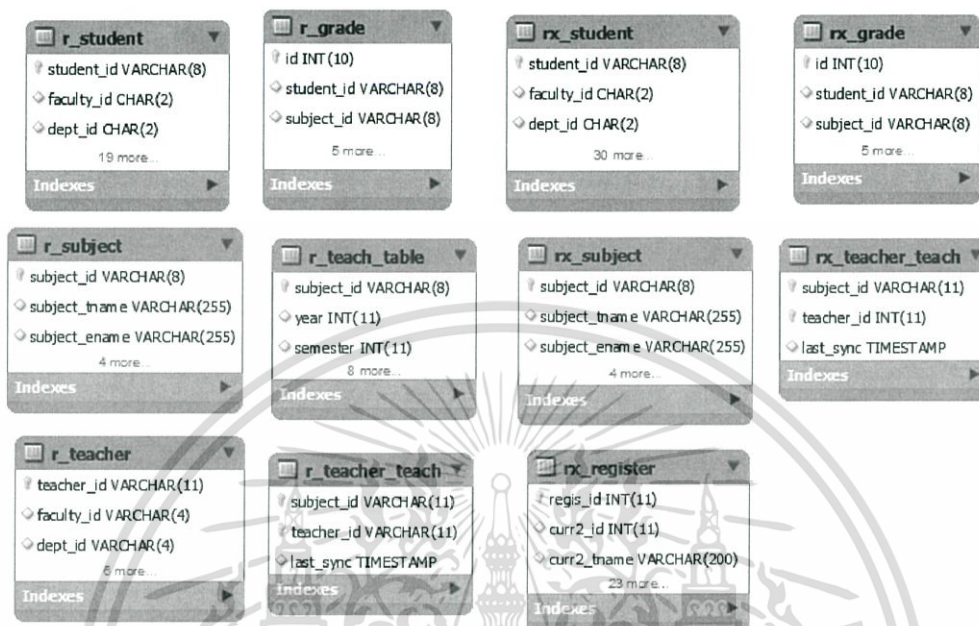 r_student
student_id VARCHAR(8)
faculty_id CHAR(2)
dept_id CHAR(2)
19 more...
Indexes
r_grade
id INT(10)
student_id VARCHAR(8)
subject_id VARCHAR(8)
5 more...
Indexes
rx_student
student_id VARCHAR(8)
faculty_id CHAR(2)
dept_id CHAR(2)
30 more...
Indexes
rx_grade
id INT(10)
student_id VARCHAR(8)
subject_id VARCHAR(8)
5 more...
Indexes
r_subject
subject_id VARCHAR(8)
subject_tname VARCHAR(255)
subject_ename VARCHAR(255)
4 more...
Indexes
r_teach_table
subject_id VARCHAR(8)
year INT(11)
semester INT(11)
8 more...
Indexes
rx_subject
subject_id VARCHAR(8)
subject_tname VARCHAR(255)
subject_ename VARCHAR(255)
4 more...
Indexes
rx_teacher_teach
subject_id VARCHAR(11)
teacher_id INT(11)
last_sync TIMESTAMP
Indexes
r_teacher
teacher_id VARCHAR(11)
faculty_id VARCHAR(4)
dept_id VARCHAR(4)
6 more...
Indexes
r_teacher_teach
subject_id VARCHAR(11)
teacher_id VARCHAR(11)
last_sync TIMESTAMP
Indexes
rx_register
regis_id INT(11)
curr2_id INT(11)
curr2_tname VARCHAR(200)
23 more...
Indexes